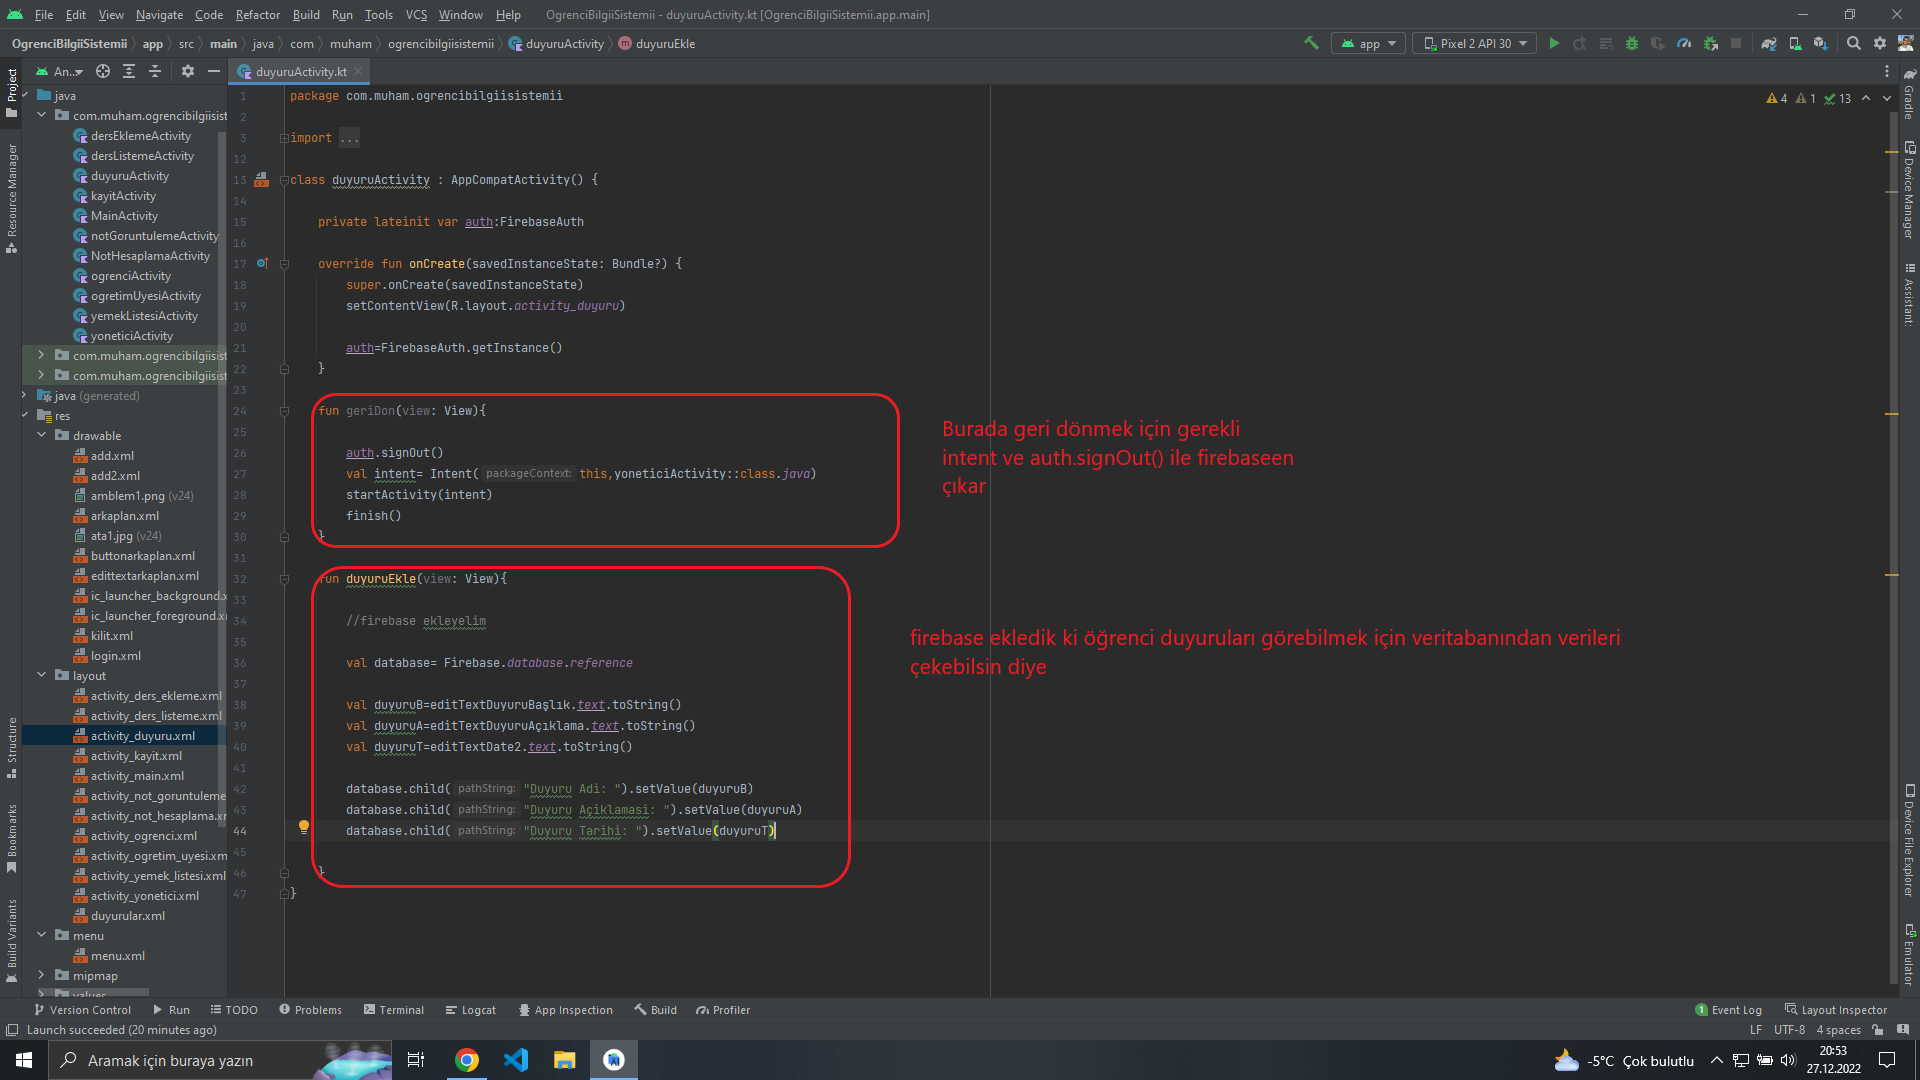 File Edit View Navigate Code Refactor Build Run Tools VCS Window Help OgrenciBilgiiSistemii - duyuruActivity.kt [OgrenciBilgiiSistemii.app.main]
OgrenciBilgiiSistemii app src main java com muham ogrencibilgiisistemii duyuruActivity duyuruEkle
app Pixel 2 API 30
An... duyuruActivity.kt
Project
Resource Manager
Structure
Bookmarks
Build Variants
java
com.muham.ogrencibilgiisist
dersEklemeActivity
dersListemeActivity
duyuruActivity
kayitActivity
MainActivity
notGoruntulemeActivity
NotHesaplamaActivity
ogrenciActivity
ogretimUyesiActivity
yemekListesiActivity
yoneticiActivity
com.muham.ogrencibilgiisist
com.muham.ogrencibilgiisist
java (generated)
res
drawable
add.xml
add2.xml
amblem1.png (v24)
arkaplan.xml
ata1.jpg (v24)
buttonarkaplan.xml
edittextarkaplan.xml
ic_launcher_background.x
ic_launcher_foreground.x
kilit.xml
login.xml
layout
activity_ders_ekleme.xml
activity_ders_listeme.xml
activity_duyuru.xml
activity_kayit.xml
activity_main.xml
activity_not_goruntuleme
activity_not_hesaplama.x
activity_ogrenci.xml
activity_ogretim_uyesi.xm
activity_yemek_listesi.xml
activity_yonetici.xml
duyurular.xml
menu
menu.xml
mipmap
values
4 1 13
1 package com.muham.ogrencibilgiisistemii
2
3 import ...
12
13 class duyuruActivity : AppCompatActivity() {
14
15 private lateinit var auth:FirebaseAuth
16
17 override fun onCreate(savedInstanceState: Bundle?) {
18 super.onCreate(savedInstanceState)
19 setContentView(R.layout.activity_duyuru)
20
21 auth=FirebaseAuth.getInstance()
22 }
23
24 fun geriDon(view: View){
25
26 auth.signOut()
27 val intent= Intent( packageContext: this,yoneticiActivity::class.java)
28 startActivity(intent)
29 finish()
30 }
31
32 fun duyuruEkle(view: View){
33
34 //firebase ekleyelim
35
36 val database= Firebase.database.reference
37
38 val duyuruB=editTextDuyuruBaşlık.text.toString()
39 val duyuruA=editTextDuyuruAçıklama.text.toString()
40 val duyuruT=editTextDate2.text.toString()
41
42 database.child( pathString: "Duyuru Adi: ").setValue(duyuruB)
43 database.child( pathString: "Duyuru Açiklamasi: ").setValue(duyuruA)
44 database.child( pathString: "Duyuru Tarihi: ").setValue(duyuruT)
45
46 }
47 }
Burada geri dönmek için gerekli
intent ve auth.signOut() ile firebaseen
çıkar
firebase ekledik ki öğrenci duyuruları görebilmek için veritabanından verileri
çekebilsin diye
Gradle
Device Manager
Assistant:
Device File Explorer
Emulator
Version Control Run TODO Problems Terminal Logcat App Inspection Build Profiler 1 Event Log Layout Inspector
Launch succeeded (20 minutes ago) LF UTF-8 4 spaces
Aramak için buraya yazın -5°C Çok bulutlu 20:53
27.12.2022